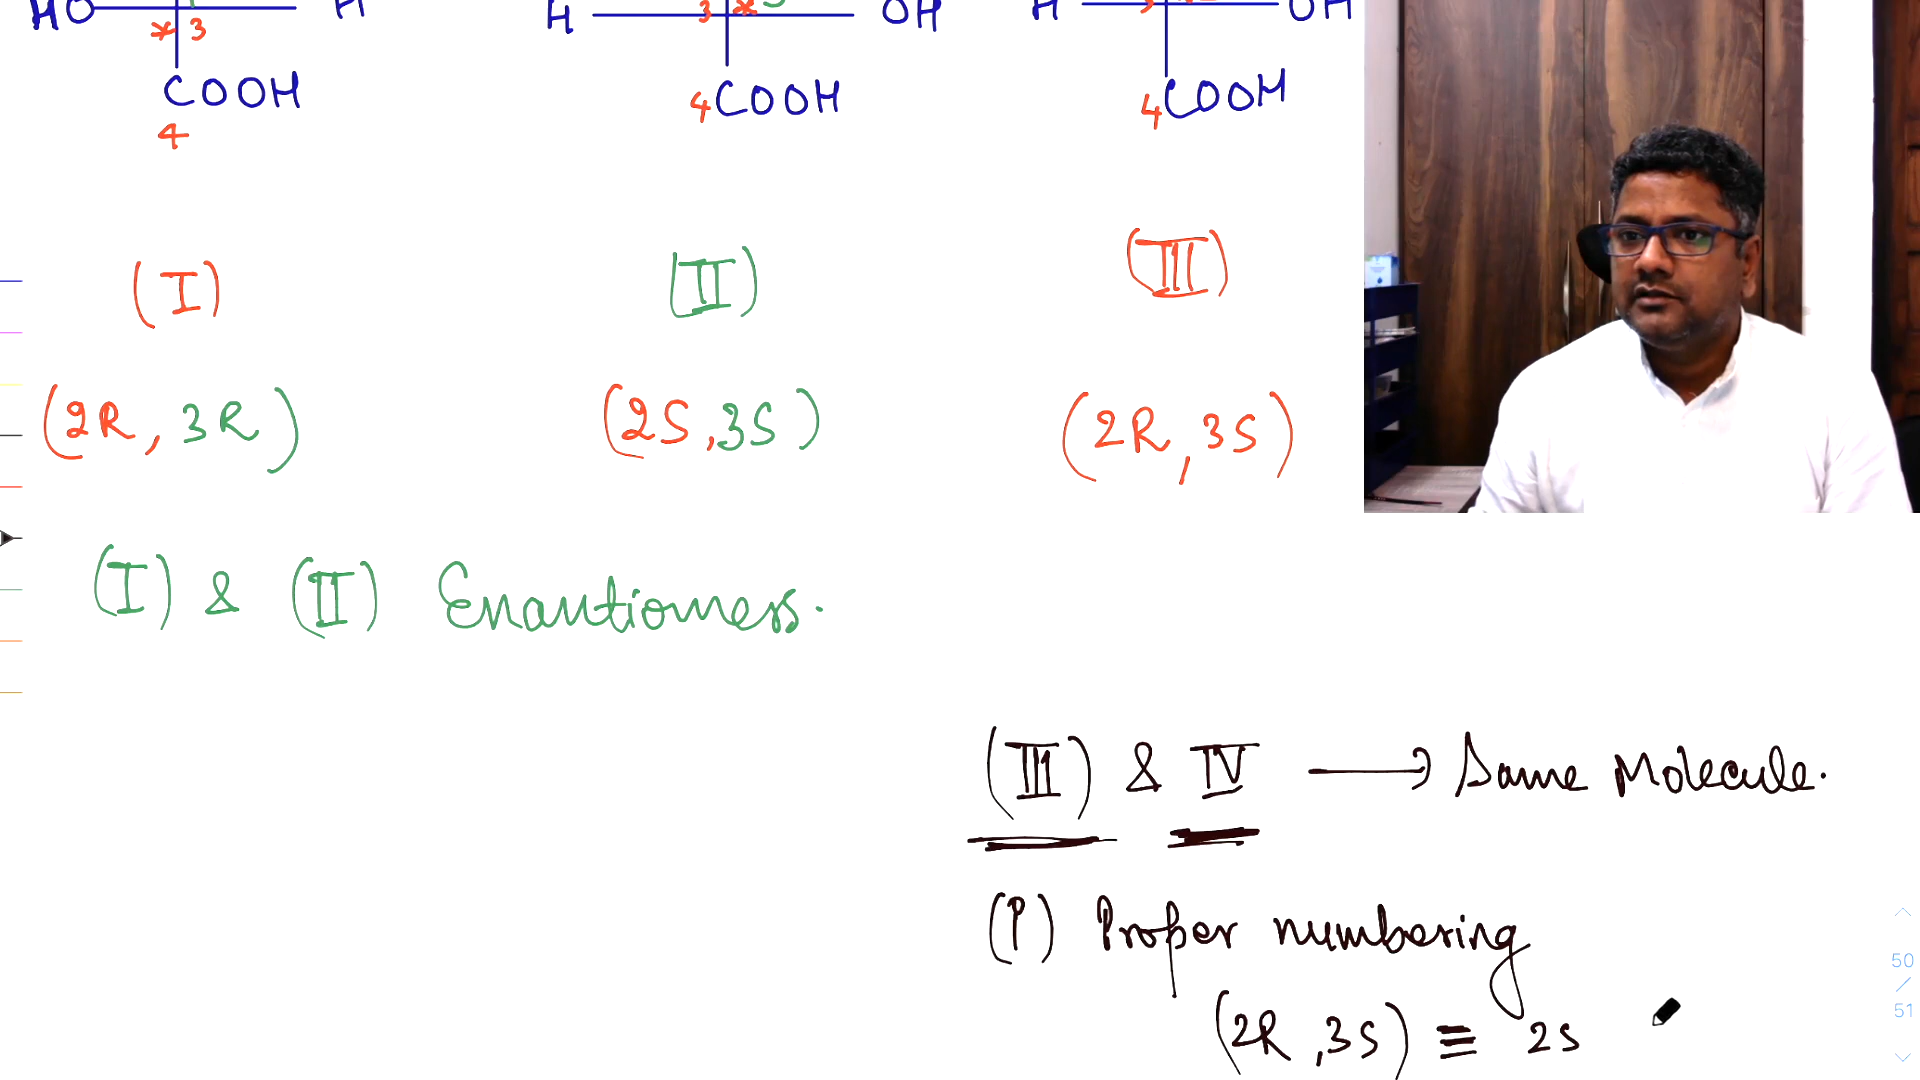 HO * 3 H H 3 * OH H OH
COOH 4COOH 4COOH
4
(I) (II) (III)
(2R, 3R) (2S, 3S) (2R, 3S)
(I) & (II) Enantiomers.
(III) & IV → Same Molecule.
(P) Proper numbering
(2R, 3S) ≡ 2S
50
/
51